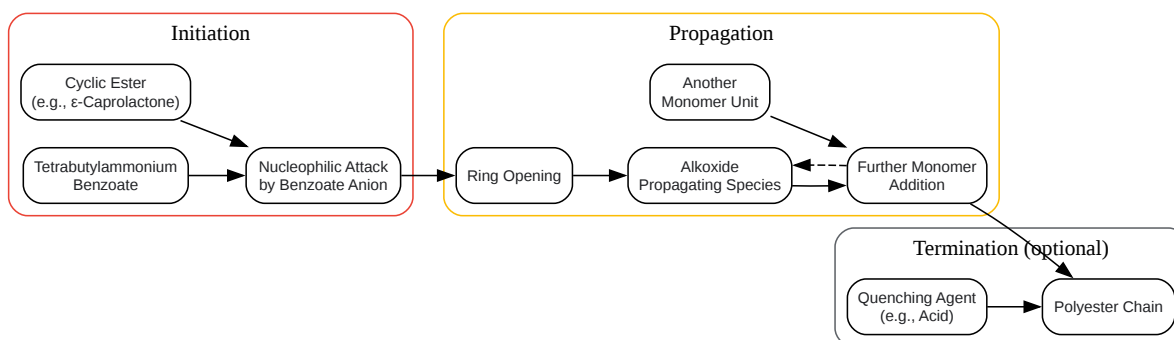 Initiation
Cyclic Ester
(e.g., ε-Caprolactone)
Tetrabutylammonium
Benzoate
Nucleophilic Attack
by Benzoate Anion
Propagation
Another
Monomer Unit
Ring Opening
Alkoxide
Propagating Species
Further Monomer
Addition
Termination (optional)
Quenching Agent
(e.g., Acid)
Polyester Chain